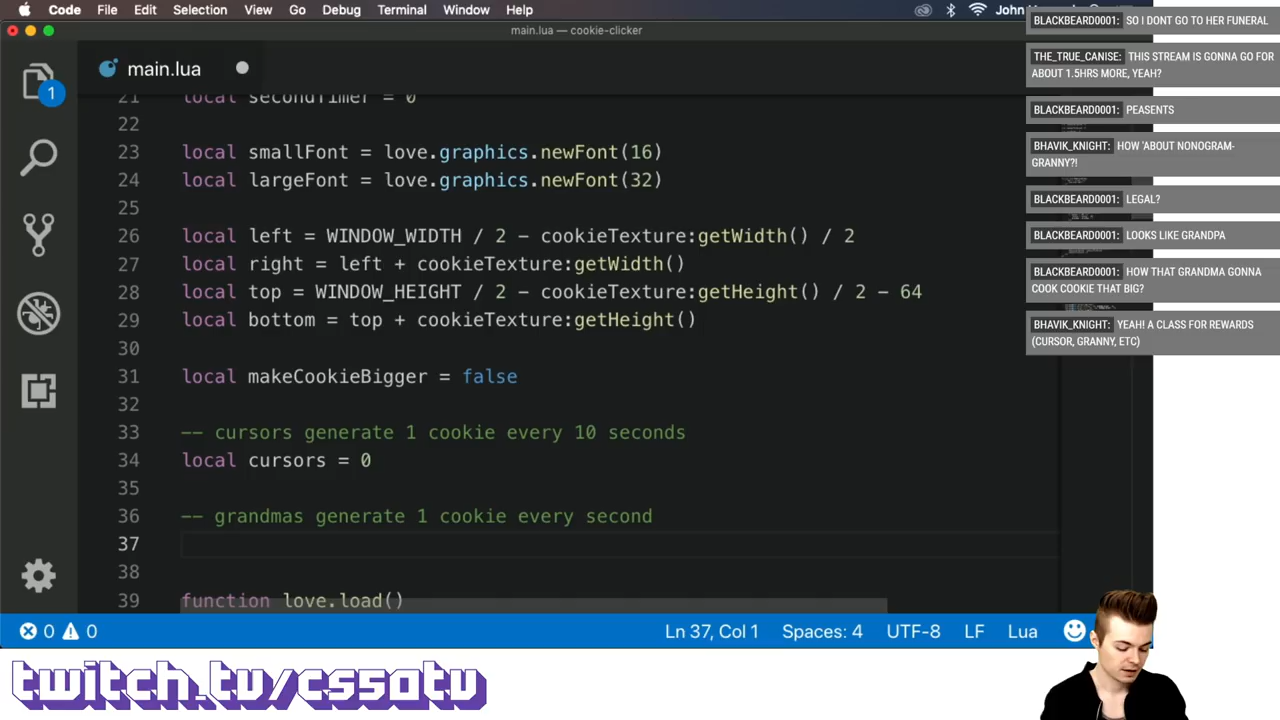 Code File Edit Selection View Go Debug Terminal Window Help
main.lua — cookie-clicker
main.lua
1
21 local secondTimer = 0
22
23 local smallFont = love.graphics.newFont(16)
24 local largeFont = love.graphics.newFont(32)
25
26 local left = WINDOW_WIDTH / 2 - cookieTexture:getWidth() / 2
27 local right = left + cookieTexture:getWidth()
28 local top = WINDOW_HEIGHT / 2 - cookieTexture:getHeight() / 2 - 64
29 local bottom = top + cookieTexture:getHeight()
30
31 local makeCookieBigger = false
32
33 -- cursors generate 1 cookie every 10 seconds
34 local cursors = 0
35
36 -- grandmas generate 1 cookie every second
37
38
39 function love.load()
0 0 Ln 37, Col 1 Spaces: 4 UTF-8 LF Lua
BLACKBEARD0001: SO I DONT GO TO HER FUNERAL
THE_TRUE_CANISE: THIS STREAM IS GONNA GO FOR
ABOUT 1.5HRS MORE, YEAH?
BLACKBEARD0001: PEASENTS
BHAVIK_KNIGHT: HOW 'ABOUT NONOGRAM-
GRANNY?!
BLACKBEARD0001: LEGAL?
BLACKBEARD0001: LOOKS LIKE GRANDPA
BLACKBEARD0001: HOW THAT GRANDMA GONNA
COOK COOKIE THAT BIG?
BHAVIK_KNIGHT: YEAH! A CLASS FOR REWARDS
(CURSOR, GRANNY, ETC)
twitch.tv/cs50tv